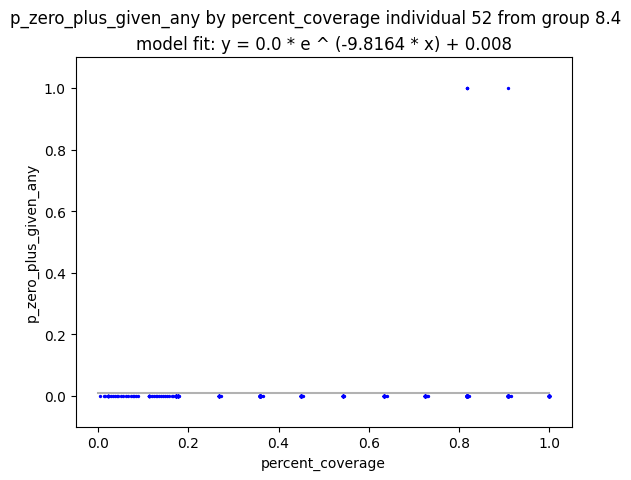 p_zero_plus_given_any by percent_coverage individual 52 from group 8.4
model fit: y = 0.0 * e ^ (-9.8164 * x) + 0.008
1.0
0.8
0.6
0.4
0.2
0.0
p_zero_plus_given_any
0.0 0.2 0.4 0.6 0.8 1.0
percent_coverage